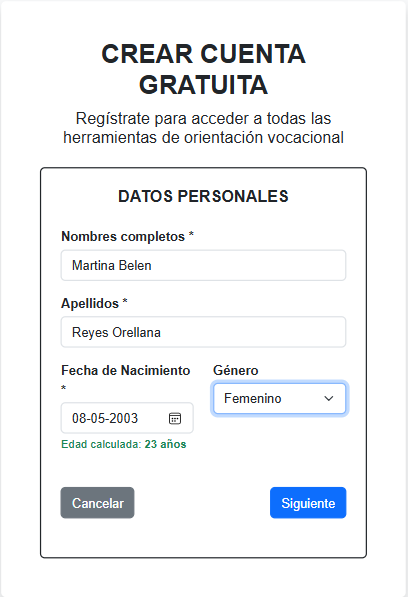 CREAR CUENTA
GRATUITA
Regístrate para acceder a todas las
herramientas de orientación vocacional
DATOS PERSONALES
Nombres completos *
Martina Belen
Apellidos *
Reyes Orellana
Fecha de Nacimiento
*
08-05-2003
Edad calculada: 23 años
Género
Femenino
Cancelar
Siguiente